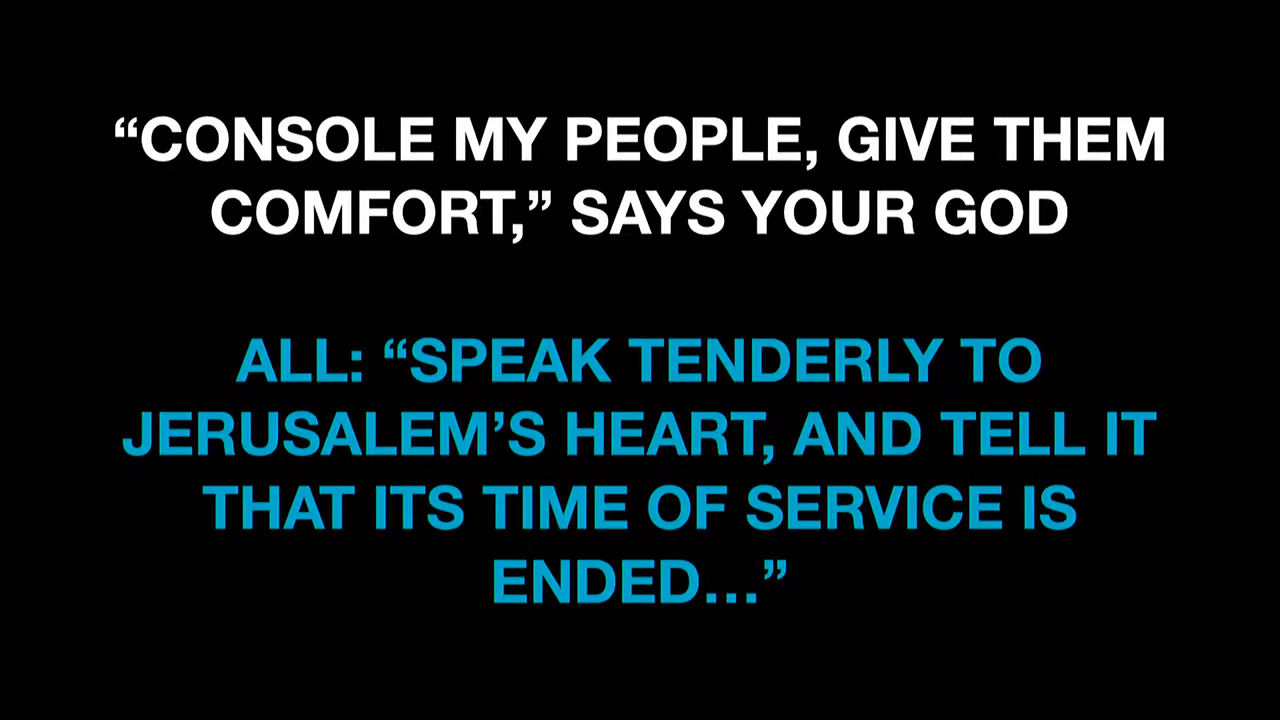 “CONSOLE MY PEOPLE, GIVE THEM
COMFORT,” SAYS YOUR GOD
ALL: “SPEAK TENDERLY TO
JERUSALEM’S HEART, AND TELL IT
THAT ITS TIME OF SERVICE IS
ENDED…”